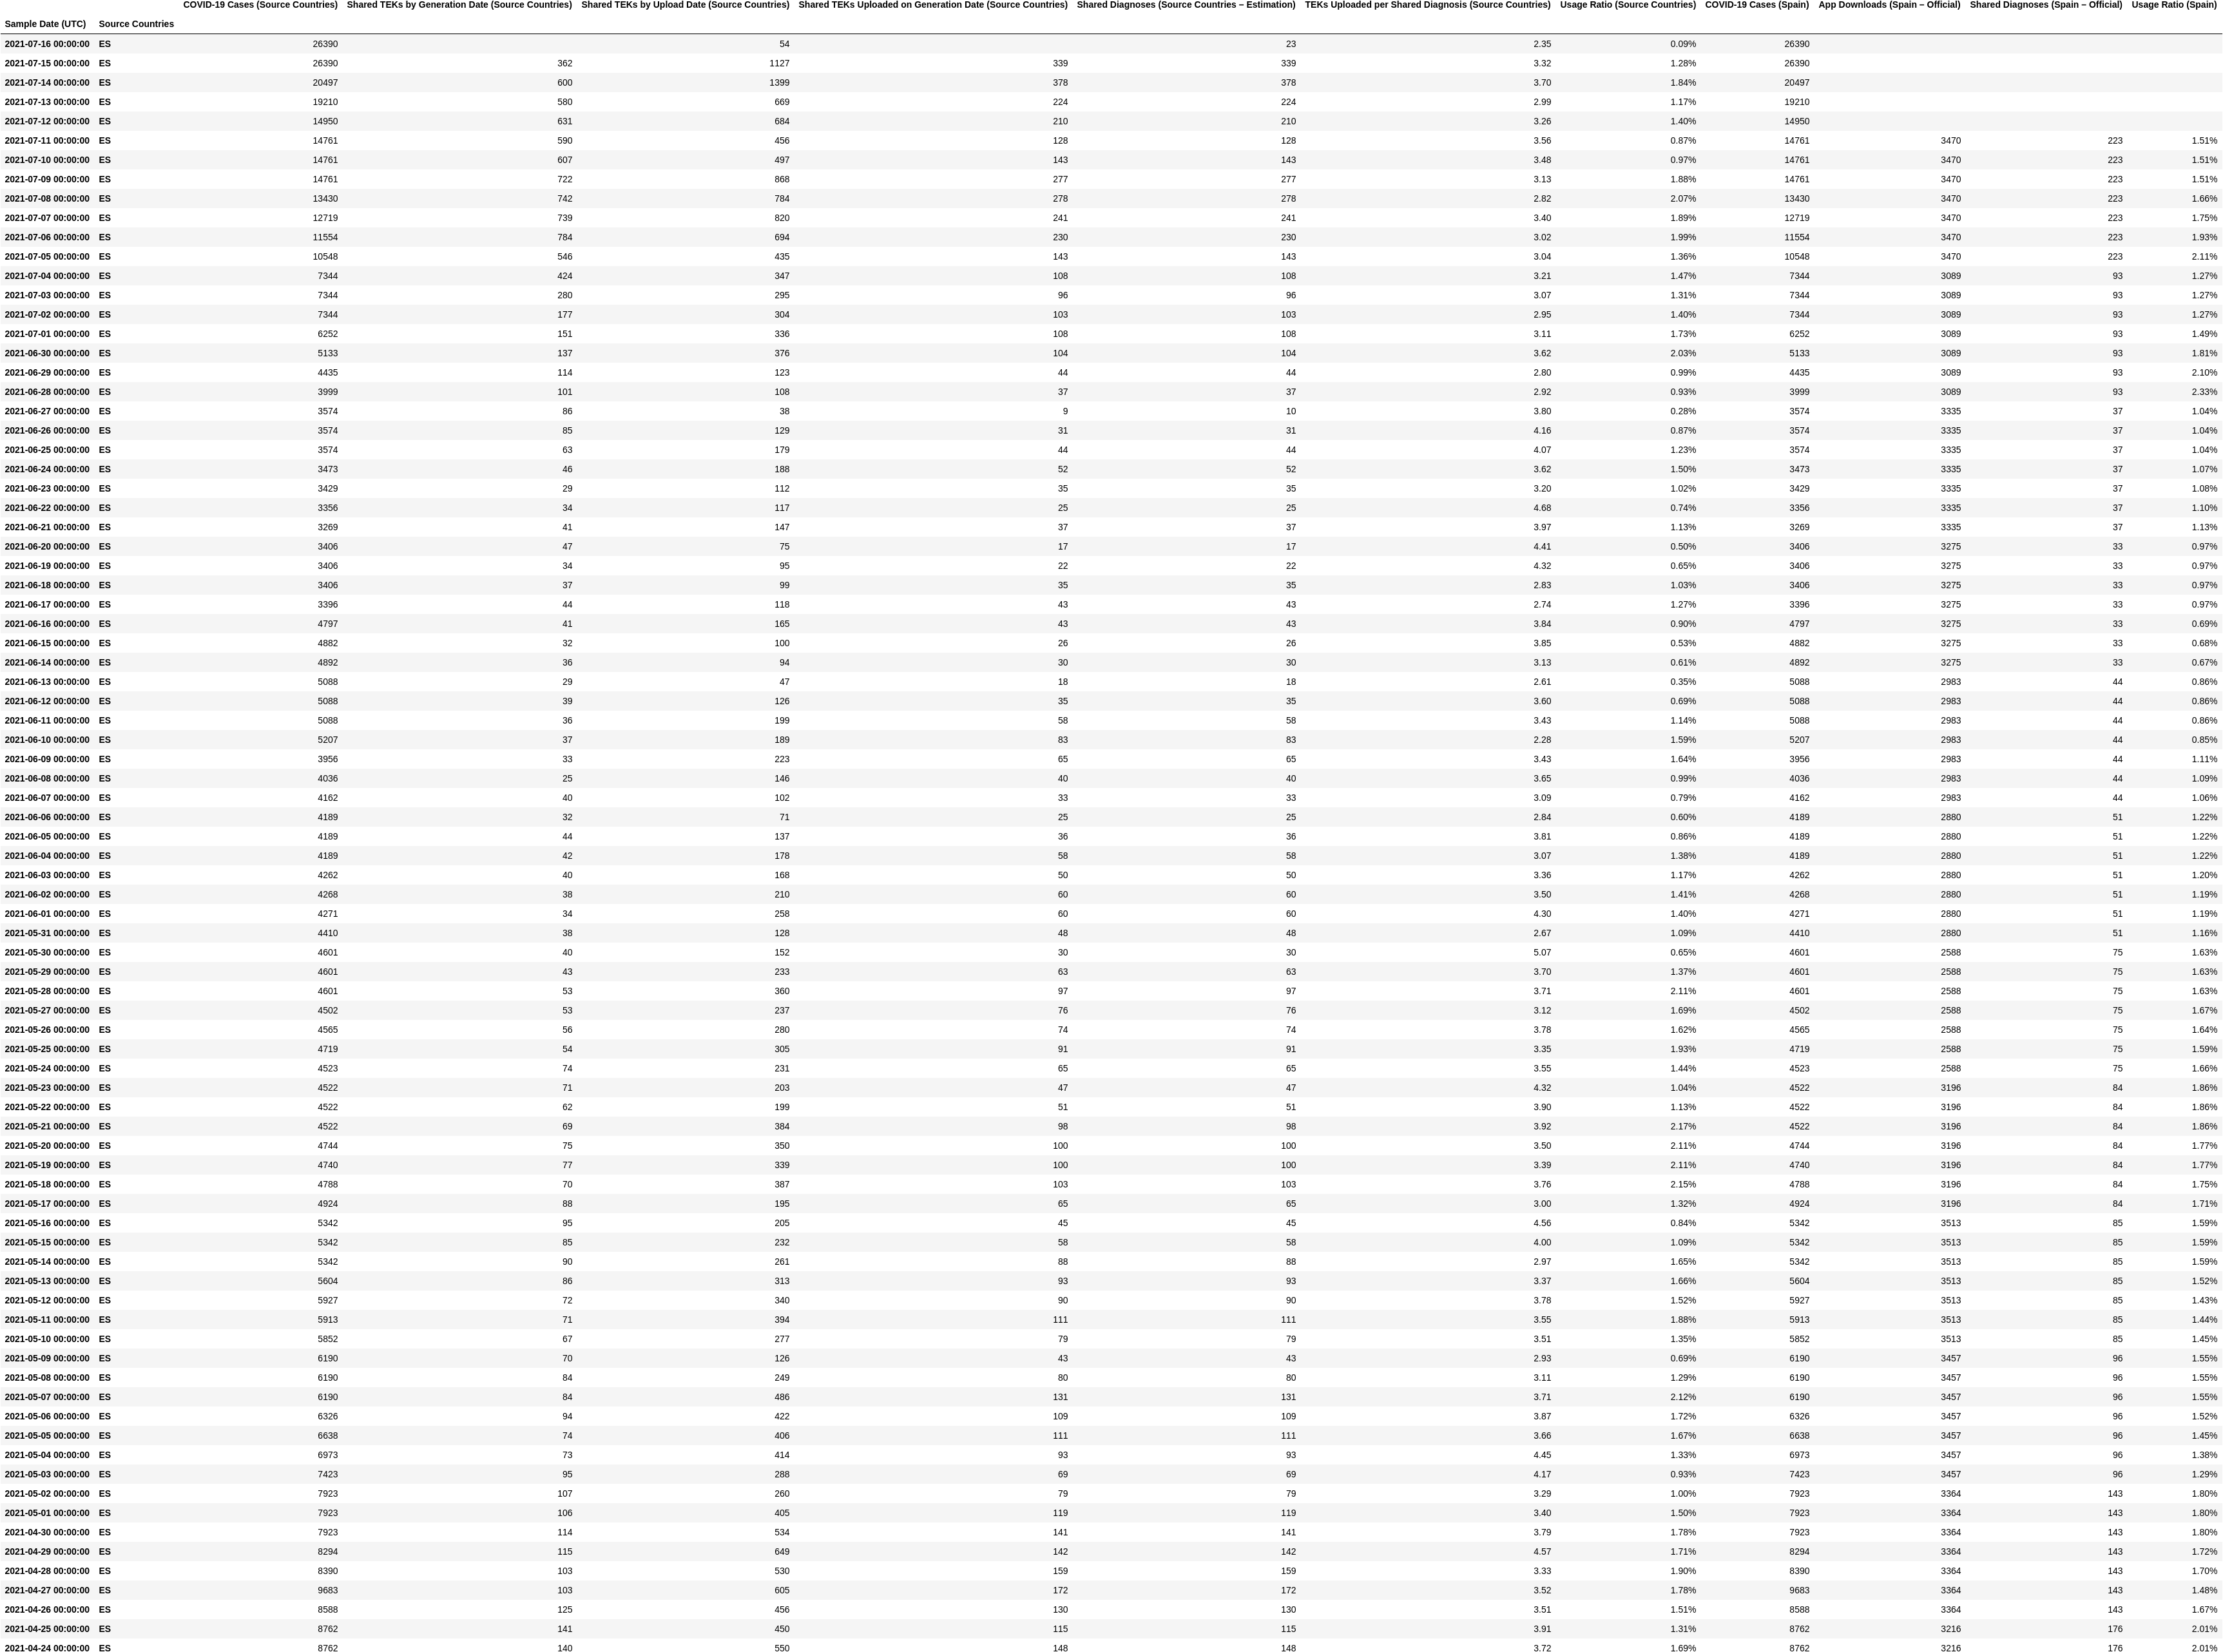 COVID-19 Cases (Source Countries) Shared TEKs by Generation Date (Source Countries) Shared TEKs by Upload Date (Source Countries) Shared TEKs Uploaded on Generation Date (Source Countries) Shared Diagnoses (Source Countries – Estimation) TEKs Uploaded per Shared Diagnosis (Source Countries) Usage Ratio (Source Countries) COVID-19 Cases (Spain) App Downloads (Spain – Official) Shared Diagnoses (Spain – Official) Usage Ratio (Spain)
Sample Date (UTC) Source Countries
2021-07-16 00:00:00 ES 26390 54 23 2.35 0.09% 26390
2021-07-15 00:00:00 ES 26390 362 1127 339 339 3.32 1.28% 26390
2021-07-14 00:00:00 ES 20497 600 1399 378 378 3.70 1.84% 20497
2021-07-13 00:00:00 ES 19210 580 669 224 224 2.99 1.17% 19210
2021-07-12 00:00:00 ES 14950 631 684 210 210 3.26 1.40% 14950
2021-07-11 00:00:00 ES 14761 590 456 128 128 3.56 0.87% 14761 3470 223 1.51%
2021-07-10 00:00:00 ES 14761 607 497 143 143 3.48 0.97% 14761 3470 223 1.51%
2021-07-09 00:00:00 ES 14761 722 868 277 277 3.13 1.88% 14761 3470 223 1.51%
2021-07-08 00:00:00 ES 13430 742 784 278 278 2.82 2.07% 13430 3470 223 1.66%
2021-07-07 00:00:00 ES 12719 739 820 241 241 3.40 1.89% 12719 3470 223 1.75%
2021-07-06 00:00:00 ES 11554 784 694 230 230 3.02 1.99% 11554 3470 223 1.93%
2021-07-05 00:00:00 ES 10548 546 435 143 143 3.04 1.36% 10548 3470 223 2.11%
2021-07-04 00:00:00 ES 7344 424 347 108 108 3.21 1.47% 7344 3089 93 1.27%
2021-07-03 00:00:00 ES 7344 280 295 96 96 3.07 1.31% 7344 3089 93 1.27%
2021-07-02 00:00:00 ES 7344 177 304 103 103 2.95 1.40% 7344 3089 93 1.27%
2021-07-01 00:00:00 ES 6252 151 336 108 108 3.11 1.73% 6252 3089 93 1.49%
2021-06-30 00:00:00 ES 5133 137 376 104 104 3.62 2.03% 5133 3089 93 1.81%
2021-06-29 00:00:00 ES 4435 114 123 44 44 2.80 0.99% 4435 3089 93 2.10%
2021-06-28 00:00:00 ES 3999 101 108 37 37 2.92 0.93% 3999 3089 93 2.33%
2021-06-27 00:00:00 ES 3574 86 38 9 10 3.80 0.28% 3574 3335 37 1.04%
2021-06-26 00:00:00 ES 3574 85 129 31 31 4.16 0.87% 3574 3335 37 1.04%
2021-06-25 00:00:00 ES 3574 63 179 44 44 4.07 1.23% 3574 3335 37 1.04%
2021-06-24 00:00:00 ES 3473 46 188 52 52 3.62 1.50% 3473 3335 37 1.07%
2021-06-23 00:00:00 ES 3429 29 112 35 35 3.20 1.02% 3429 3335 37 1.08%
2021-06-22 00:00:00 ES 3356 34 117 25 25 4.68 0.74% 3356 3335 37 1.10%
2021-06-21 00:00:00 ES 3269 41 147 37 37 3.97 1.13% 3269 3335 37 1.13%
2021-06-20 00:00:00 ES 3406 47 75 17 17 4.41 0.50% 3406 3275 33 0.97%
2021-06-19 00:00:00 ES 3406 34 95 22 22 4.32 0.65% 3406 3275 33 0.97%
2021-06-18 00:00:00 ES 3406 37 99 35 35 2.83 1.03% 3406 3275 33 0.97%
2021-06-17 00:00:00 ES 3396 44 118 43 43 2.74 1.27% 3396 3275 33 0.97%
2021-06-16 00:00:00 ES 4797 41 165 43 43 3.84 0.90% 4797 3275 33 0.69%
2021-06-15 00:00:00 ES 4882 32 100 26 26 3.85 0.53% 4882 3275 33 0.68%
2021-06-14 00:00:00 ES 4892 36 94 30 30 3.13 0.61% 4892 3275 33 0.67%
2021-06-13 00:00:00 ES 5088 29 47 18 18 2.61 0.35% 5088 2983 44 0.86%
2021-06-12 00:00:00 ES 5088 39 126 35 35 3.60 0.69% 5088 2983 44 0.86%
2021-06-11 00:00:00 ES 5088 36 199 58 58 3.43 1.14% 5088 2983 44 0.86%
2021-06-10 00:00:00 ES 5207 37 189 83 83 2.28 1.59% 5207 2983 44 0.85%
2021-06-09 00:00:00 ES 3956 33 223 65 65 3.43 1.64% 3956 2983 44 1.11%
2021-06-08 00:00:00 ES 4036 25 146 40 40 3.65 0.99% 4036 2983 44 1.09%
2021-06-07 00:00:00 ES 4162 40 102 33 33 3.09 0.79% 4162 2983 44 1.06%
2021-06-06 00:00:00 ES 4189 32 71 25 25 2.84 0.60% 4189 2880 51 1.22%
2021-06-05 00:00:00 ES 4189 44 137 36 36 3.81 0.86% 4189 2880 51 1.22%
2021-06-04 00:00:00 ES 4189 42 178 58 58 3.07 1.38% 4189 2880 51 1.22%
2021-06-03 00:00:00 ES 4262 40 168 50 50 3.36 1.17% 4262 2880 51 1.20%
2021-06-02 00:00:00 ES 4268 38 210 60 60 3.50 1.41% 4268 2880 51 1.19%
2021-06-01 00:00:00 ES 4271 34 258 60 60 4.30 1.40% 4271 2880 51 1.19%
2021-05-31 00:00:00 ES 4410 38 128 48 48 2.67 1.09% 4410 2880 51 1.16%
2021-05-30 00:00:00 ES 4601 40 152 30 30 5.07 0.65% 4601 2588 75 1.63%
2021-05-29 00:00:00 ES 4601 43 233 63 63 3.70 1.37% 4601 2588 75 1.63%
2021-05-28 00:00:00 ES 4601 53 360 97 97 3.71 2.11% 4601 2588 75 1.63%
2021-05-27 00:00:00 ES 4502 53 237 76 76 3.12 1.69% 4502 2588 75 1.67%
2021-05-26 00:00:00 ES 4565 56 280 74 74 3.78 1.62% 4565 2588 75 1.64%
2021-05-25 00:00:00 ES 4719 54 305 91 91 3.35 1.93% 4719 2588 75 1.59%
2021-05-24 00:00:00 ES 4523 74 231 65 65 3.55 1.44% 4523 2588 75 1.66%
2021-05-23 00:00:00 ES 4522 71 203 47 47 4.32 1.04% 4522 3196 84 1.86%
2021-05-22 00:00:00 ES 4522 62 199 51 51 3.90 1.13% 4522 3196 84 1.86%
2021-05-21 00:00:00 ES 4522 69 384 98 98 3.92 2.17% 4522 3196 84 1.86%
2021-05-20 00:00:00 ES 4744 75 350 100 100 3.50 2.11% 4744 3196 84 1.77%
2021-05-19 00:00:00 ES 4740 77 339 100 100 3.39 2.11% 4740 3196 84 1.77%
2021-05-18 00:00:00 ES 4788 70 387 103 103 3.76 2.15% 4788 3196 84 1.75%
2021-05-17 00:00:00 ES 4924 88 195 65 65 3.00 1.32% 4924 3196 84 1.71%
2021-05-16 00:00:00 ES 5342 95 205 45 45 4.56 0.84% 5342 3513 85 1.59%
2021-05-15 00:00:00 ES 5342 85 232 58 58 4.00 1.09% 5342 3513 85 1.59%
2021-05-14 00:00:00 ES 5342 90 261 88 88 2.97 1.65% 5342 3513 85 1.59%
2021-05-13 00:00:00 ES 5604 86 313 93 93 3.37 1.66% 5604 3513 85 1.52%
2021-05-12 00:00:00 ES 5927 72 340 90 90 3.78 1.52% 5927 3513 85 1.43%
2021-05-11 00:00:00 ES 5913 71 394 111 111 3.55 1.88% 5913 3513 85 1.44%
2021-05-10 00:00:00 ES 5852 67 277 79 79 3.51 1.35% 5852 3513 85 1.45%
2021-05-09 00:00:00 ES 6190 70 126 43 43 2.93 0.69% 6190 3457 96 1.55%
2021-05-08 00:00:00 ES 6190 84 249 80 80 3.11 1.29% 6190 3457 96 1.55%
2021-05-07 00:00:00 ES 6190 84 486 131 131 3.71 2.12% 6190 3457 96 1.55%
2021-05-06 00:00:00 ES 6326 94 422 109 109 3.87 1.72% 6326 3457 96 1.52%
2021-05-05 00:00:00 ES 6638 74 406 111 111 3.66 1.67% 6638 3457 96 1.45%
2021-05-04 00:00:00 ES 6973 73 414 93 93 4.45 1.33% 6973 3457 96 1.38%
2021-05-03 00:00:00 ES 7423 95 288 69 69 4.17 0.93% 7423 3457 96 1.29%
2021-05-02 00:00:00 ES 7923 107 260 79 79 3.29 1.00% 7923 3364 143 1.80%
2021-05-01 00:00:00 ES 7923 106 405 119 119 3.40 1.50% 7923 3364 143 1.80%
2021-04-30 00:00:00 ES 7923 114 534 141 141 3.79 1.78% 7923 3364 143 1.80%
2021-04-29 00:00:00 ES 8294 115 649 142 142 4.57 1.71% 8294 3364 143 1.72%
2021-04-28 00:00:00 ES 8390 103 530 159 159 3.33 1.90% 8390 3364 143 1.70%
2021-04-27 00:00:00 ES 9683 103 605 172 172 3.52 1.78% 9683 3364 143 1.48%
2021-04-26 00:00:00 ES 8588 125 456 130 130 3.51 1.51% 8588 3364 143 1.67%
2021-04-25 00:00:00 ES 8762 141 450 115 115 3.91 1.31% 8762 3216 176 2.01%
2021-04-24 00:00:00 ES 8762 140 550 148 148 3.72 1.69% 8762 3216 176 2.01%